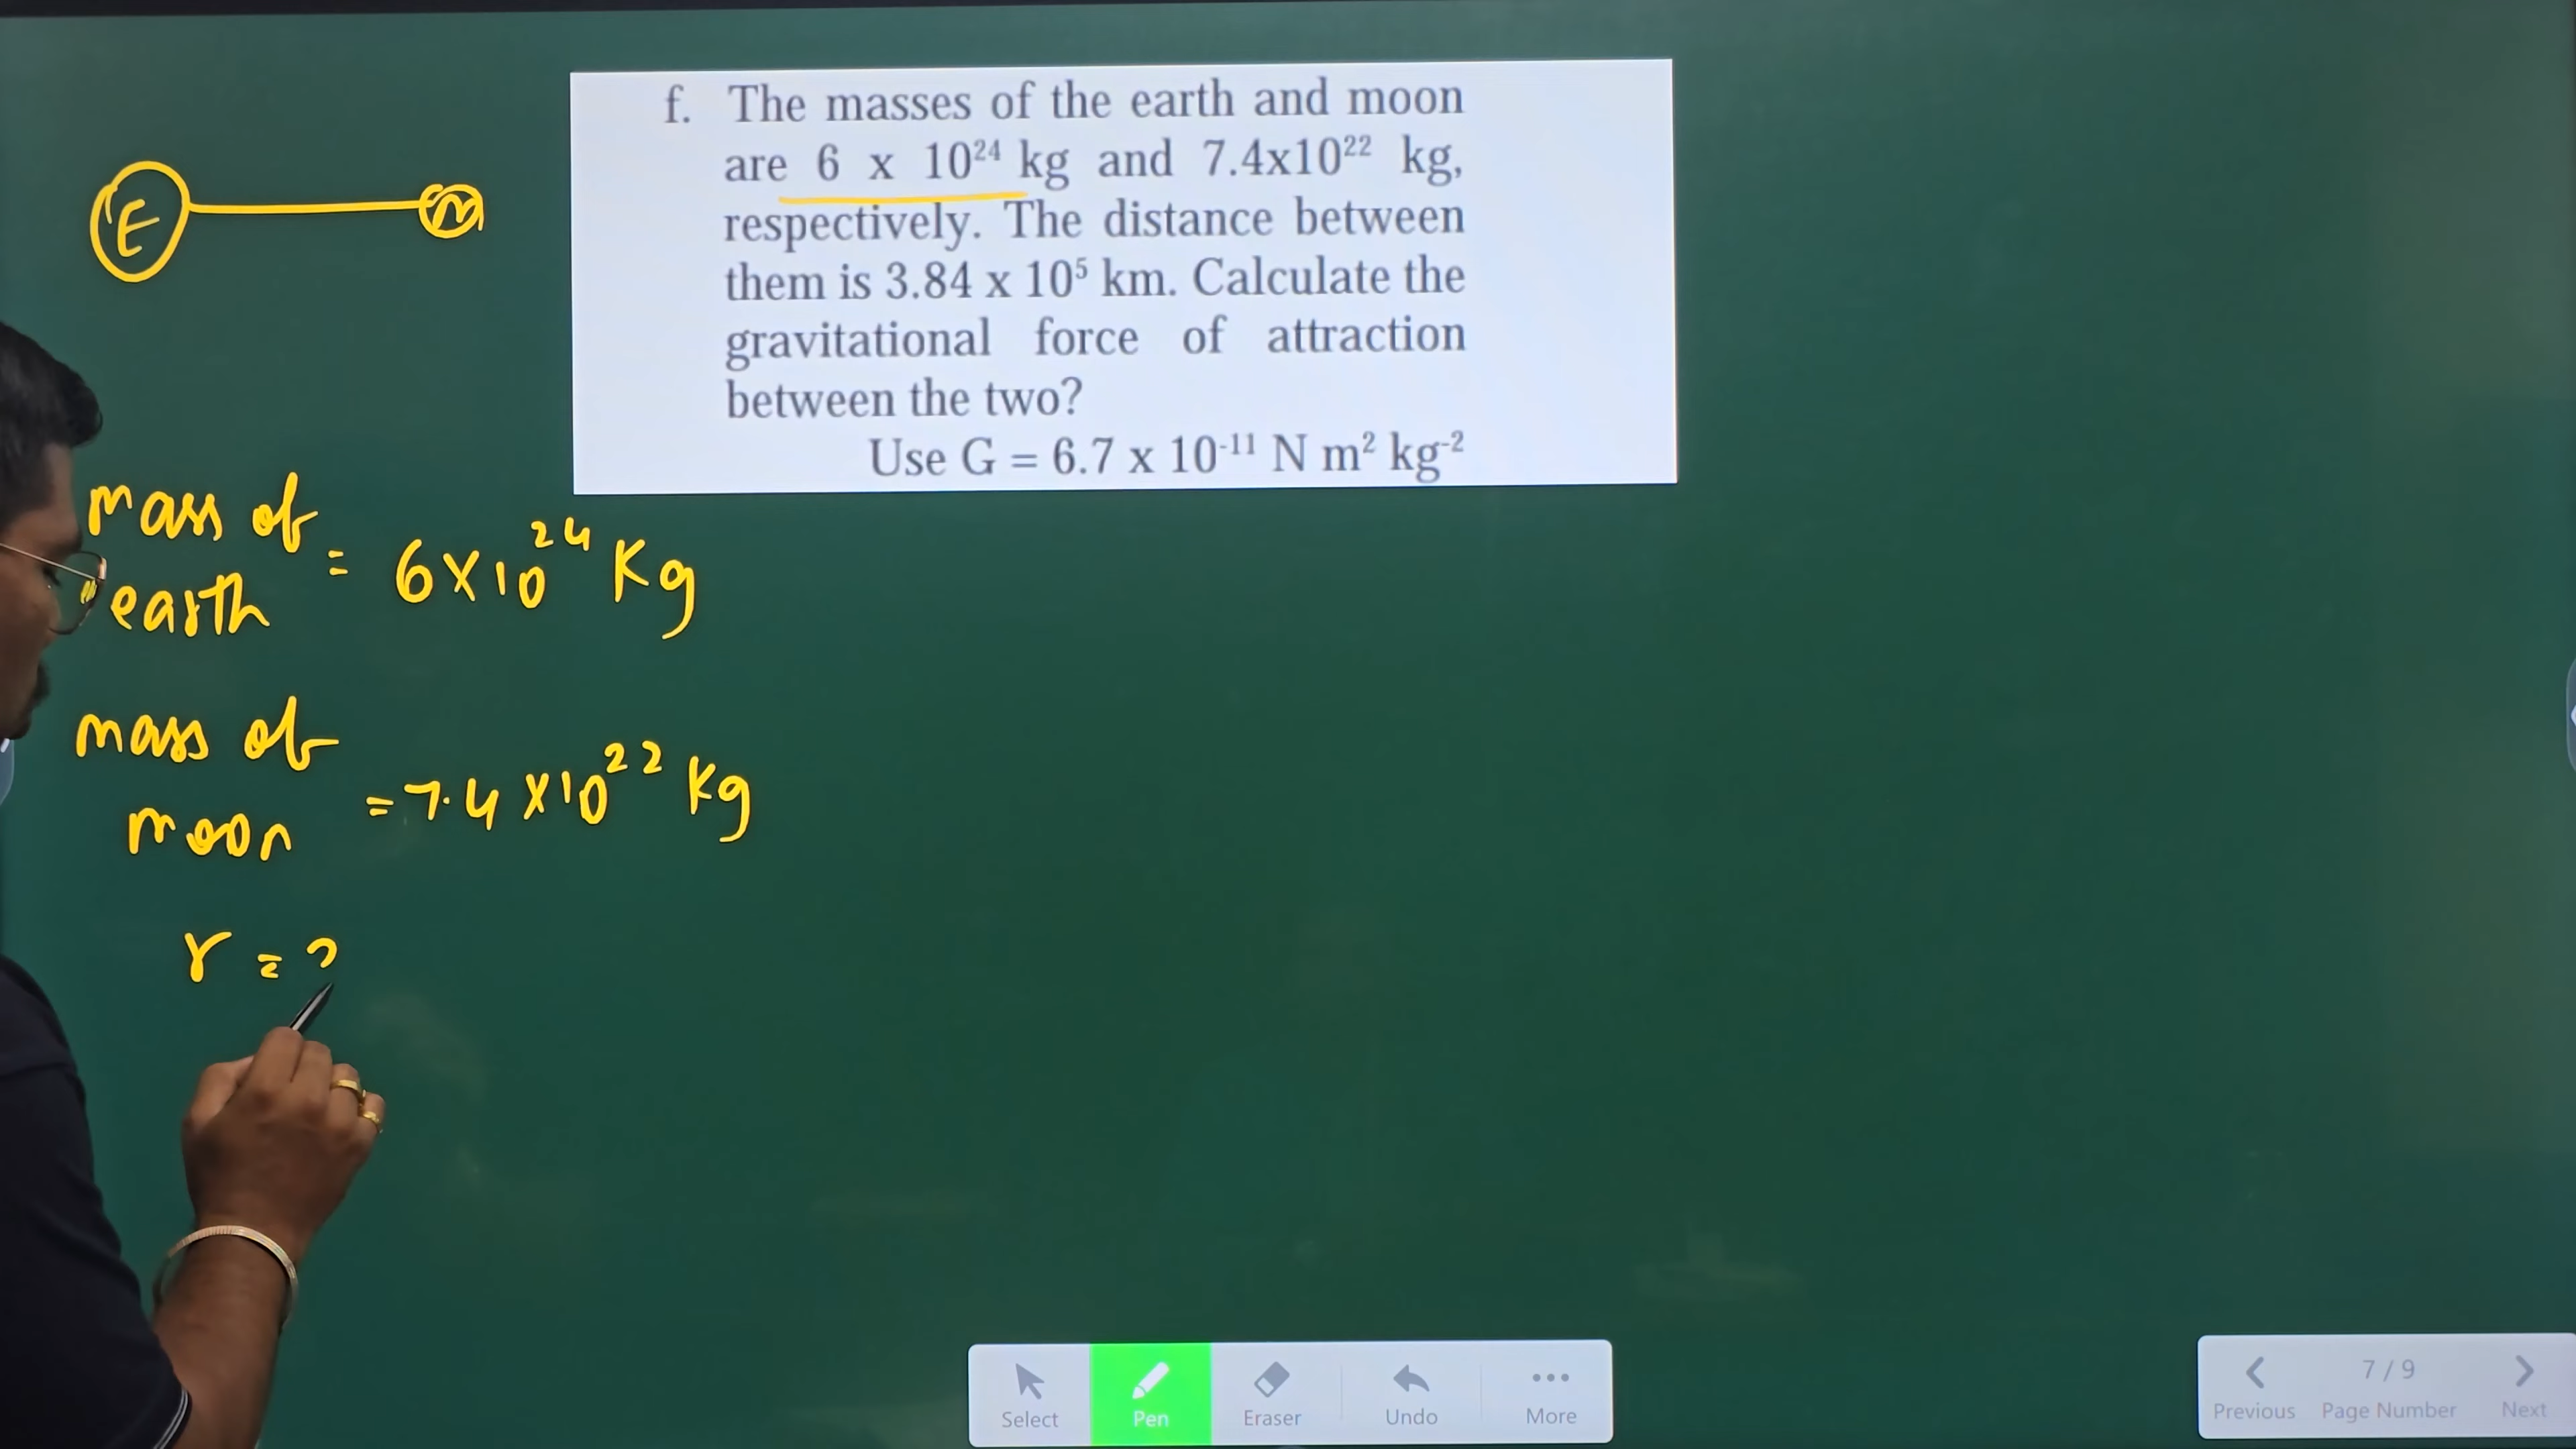 f. The masses of the earth and moon
are 6 x 10²⁴ kg and 7.4x10²² kg,
respectively. The distance between
them is 3.84 x 10⁵ km. Calculate the
gravitational force of attraction
between the two?
Use G = 6.7 x 10⁻¹¹ N m² kg⁻²
E
M
mass of
earth = 6×10²⁴ Kg
mass of
moon = 7.4×10²² Kg
r =
Select
Pen
Eraser
Undo
More
7 / 9
Previous
Page Number
Next